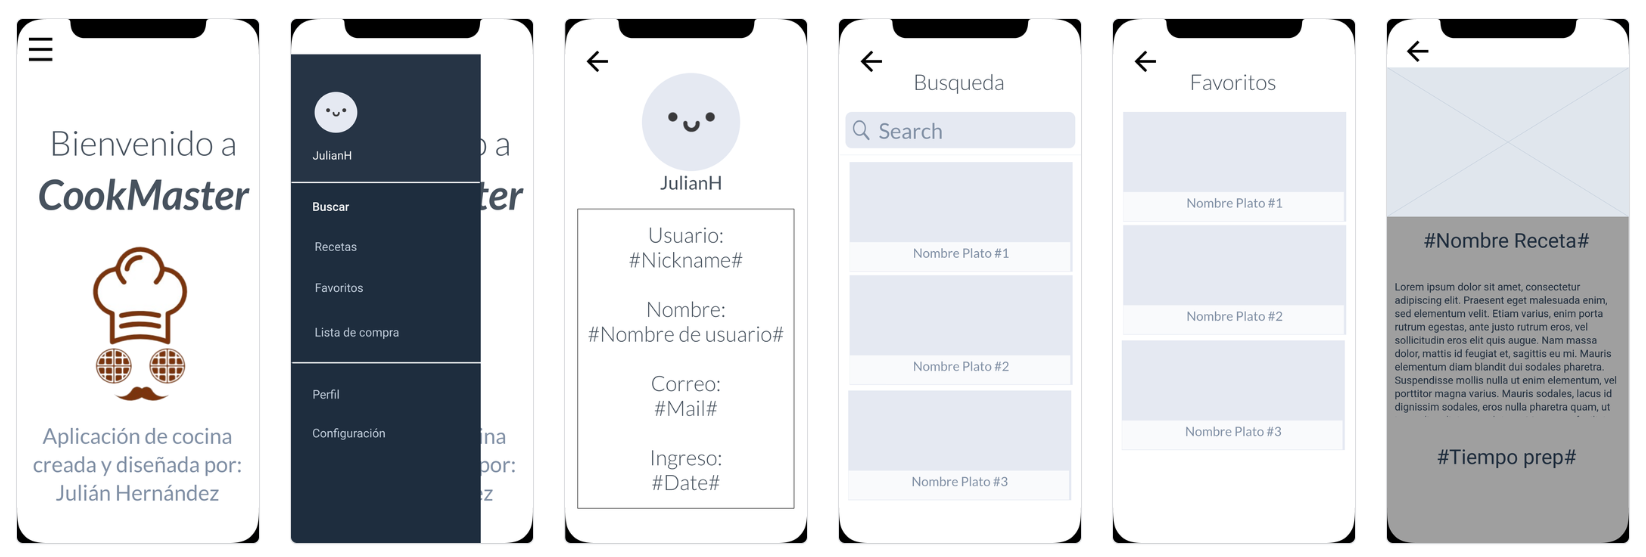 Bienvenido a
CookMaster
Aplicación de cocina
creada y diseñada por:
Julián Hernández
JulianH
Buscar
Recetas
Favoritos
Lista de compra
Perfil
Configuración
o a
ter
ina
por:
ez
JulianH
Usuario:
#Nickname#
Nombre:
#Nombre de usuario#
Correo:
#Mail#
Ingreso:
#Date#
Busqueda
Search
Nombre Plato #1
Nombre Plato #2
Nombre Plato #3
Favoritos
Nombre Plato #1
Nombre Plato #2
Nombre Plato #3
#Nombre Receta#
Lorem ipsum dolor sit amet, consectetur
adipiscing elit. Praesent eget malesuada enim,
sed elementum velit. Etiam varius, enim porta
rutrum egestas, ante justo rutrum eros, vel
sollicitudin eros elit quis augue. Nam massa
dolor, mattis id feugiat et, sagittis eu mi. Mauris
elementum diam blandit dui sodales pharetra.
Suspendisse mollis nulla ut enim elementum, vel
porttitor magna varius. Mauris sodales, lacus id
dignissim sodales, eros nulla pharetra quam, ut
#Tiempo prep#